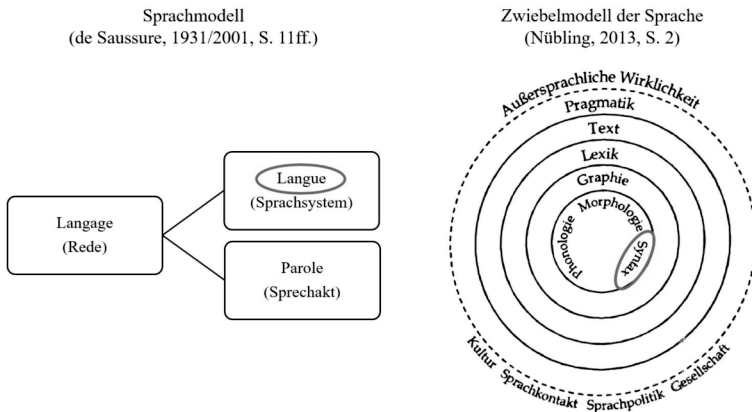 Sprachmodell
(de Saussure, 1931/2001, S. 11ff.)
Langage
(Rede)
Langue
(Sprachsystem)
Parole
(Sprechakt)
Zwiebelmodell der Sprache
(Nübling, 2013, S. 2)
Außersprachliche Wirklichkeit
Pragmatik
Text
Lexik
Graphie
Phonologie Morphologie Syntax
Kultur Sprachkontakt Sprachpolitik Gesellschaft